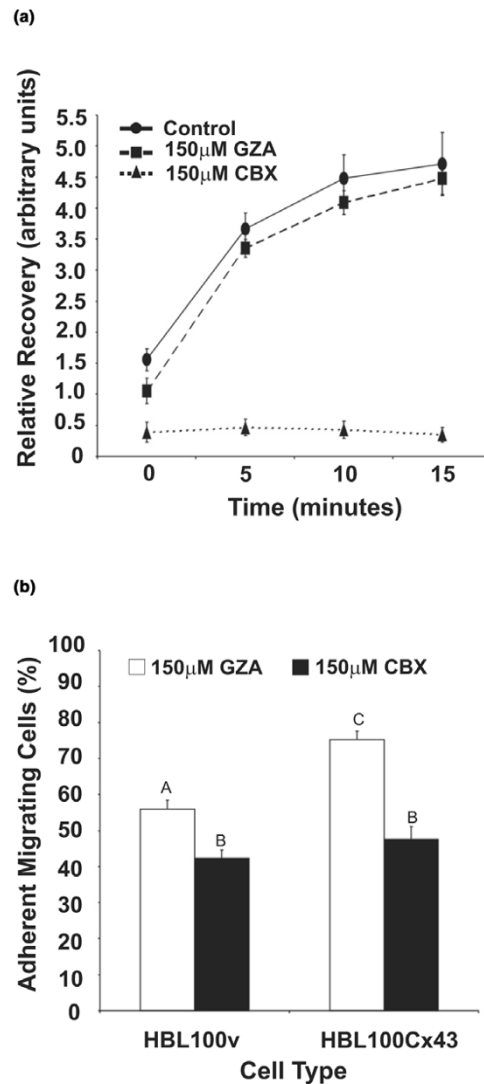 (a)
Relative Recovery (arbitrary units)
5.5
5.0
4.5
4.0
3.5
3.0
2.5
2.0
1.5
1.0
0.5
0
Control
150μM GZA
150μM CBX
0 5 10 15
Time (minutes)
(b)
Adherent Migrating Cells (%)
100
90
80
70
60
50
40
30
20
10
0
150μM GZA 150μM CBX
A B C B
HBL100v HBL100Cx43
Cell Type